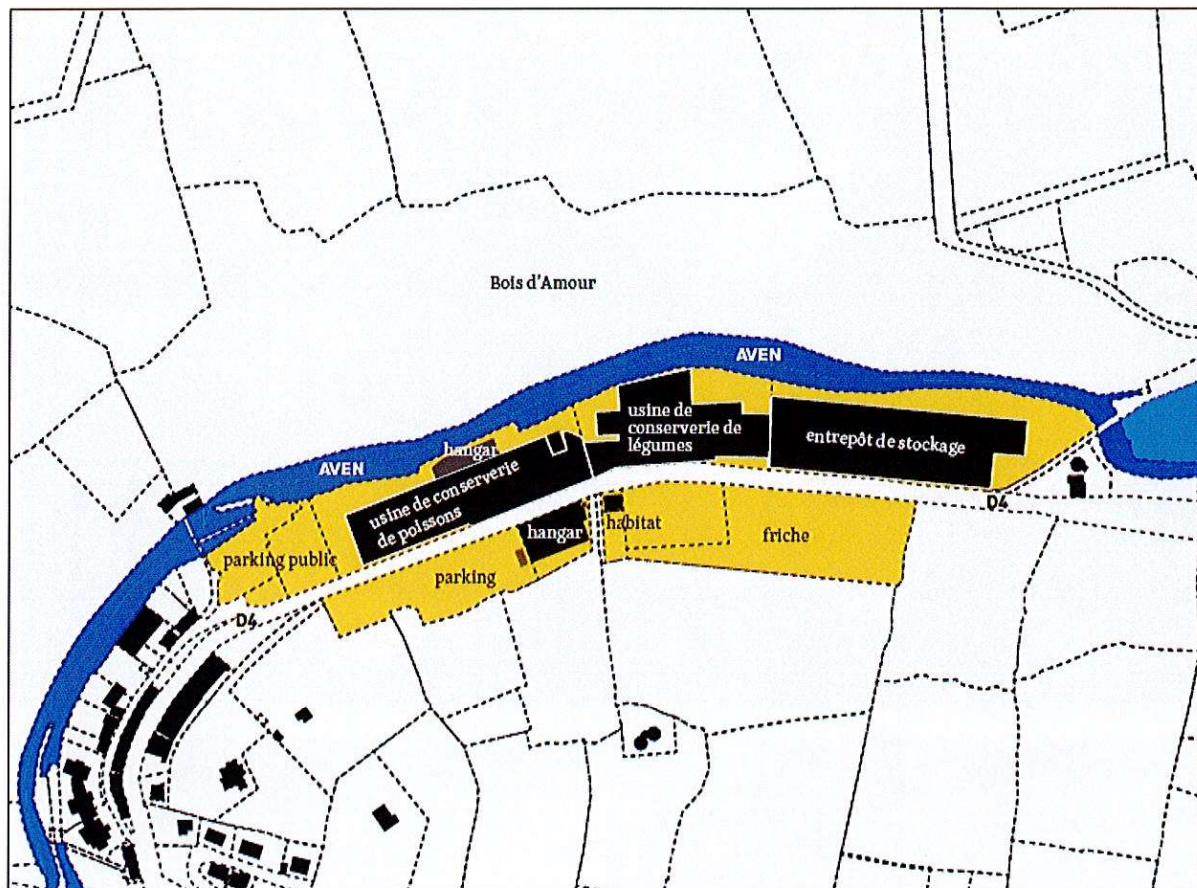 Bois d'Amour
AVEN
usine de
conserverie de
légumes
entrepôt de stockage
hangar
AVEN
usine de conserverie
de poissons
D4
hangar
habitat
friche
parking public
parking
D4